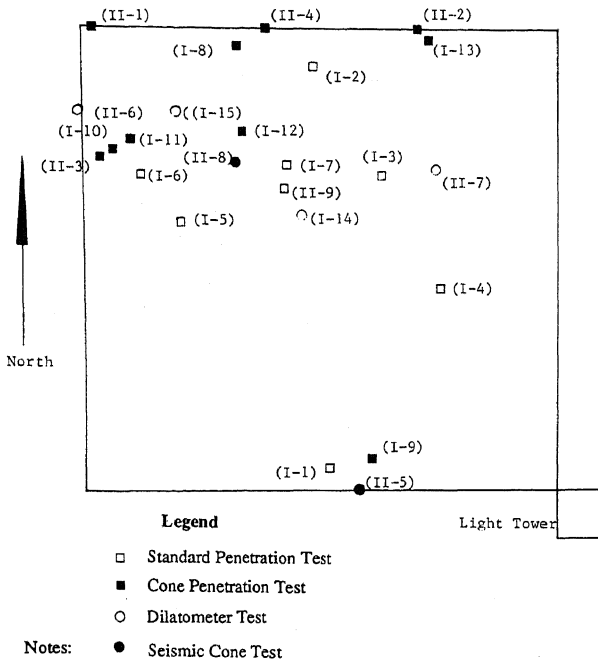 (II-1)
(II-4)
(II-2)
(I-8)
(I-13)
(I-2)
(II-6)
((I-15)
(I-10)
(I-11)
(I-12)
(II-3)
(II-8)
(I-7)
(I-3)
(I-6)
(II-9)
(II-7)
(I-5)
(I-14)
(I-4)
North
(I-9)
(I-1)
(II-5)
Legend
Light Tower
Standard Penetration Test
Cone Penetration Test
Dilatometer Test
Notes:
Seismic Cone Test